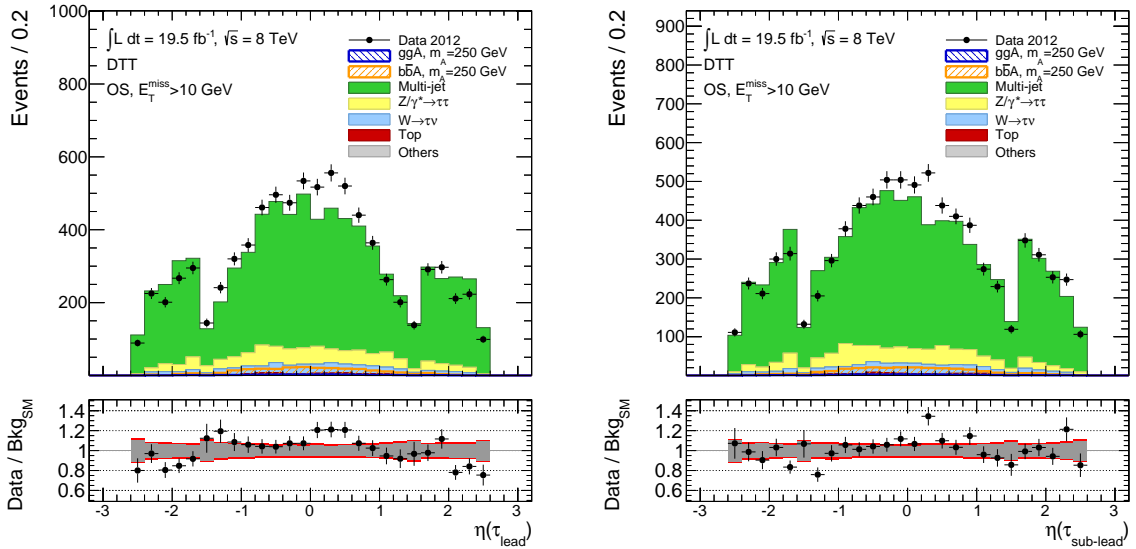 Events / 0.2
1000
800
600
400
200
∫L dt = 19.5 fb⁻¹, √s = 8 TeV
DTT
OS, E_T^miss>10 GeV
Data 2012
ggA, m_A=250 GeV
bb̄A, m_A=250 GeV
Multi-jet
Z/γ*→ττ
W→τν
Top
Others
Data / Bkg_SM
1.4
1.2
1
0.8
0.6
-3 -2 -1 0 1 2 3
η(τ_lead)
Events / 0.2
900
800
700
600
500
400
300
200
100
∫L dt = 19.5 fb⁻¹, √s = 8 TeV
DTT
OS, E_T^miss>10 GeV
Data 2012
ggA, m_A=250 GeV
bb̄A, m_A=250 GeV
Multi-jet
Z/γ*→ττ
W→τν
Top
Others
Data / Bkg_SM
1.4
1.2
1
0.8
0.6
-3 -2 -1 0 1 2 3
η(τ_sub-lead)